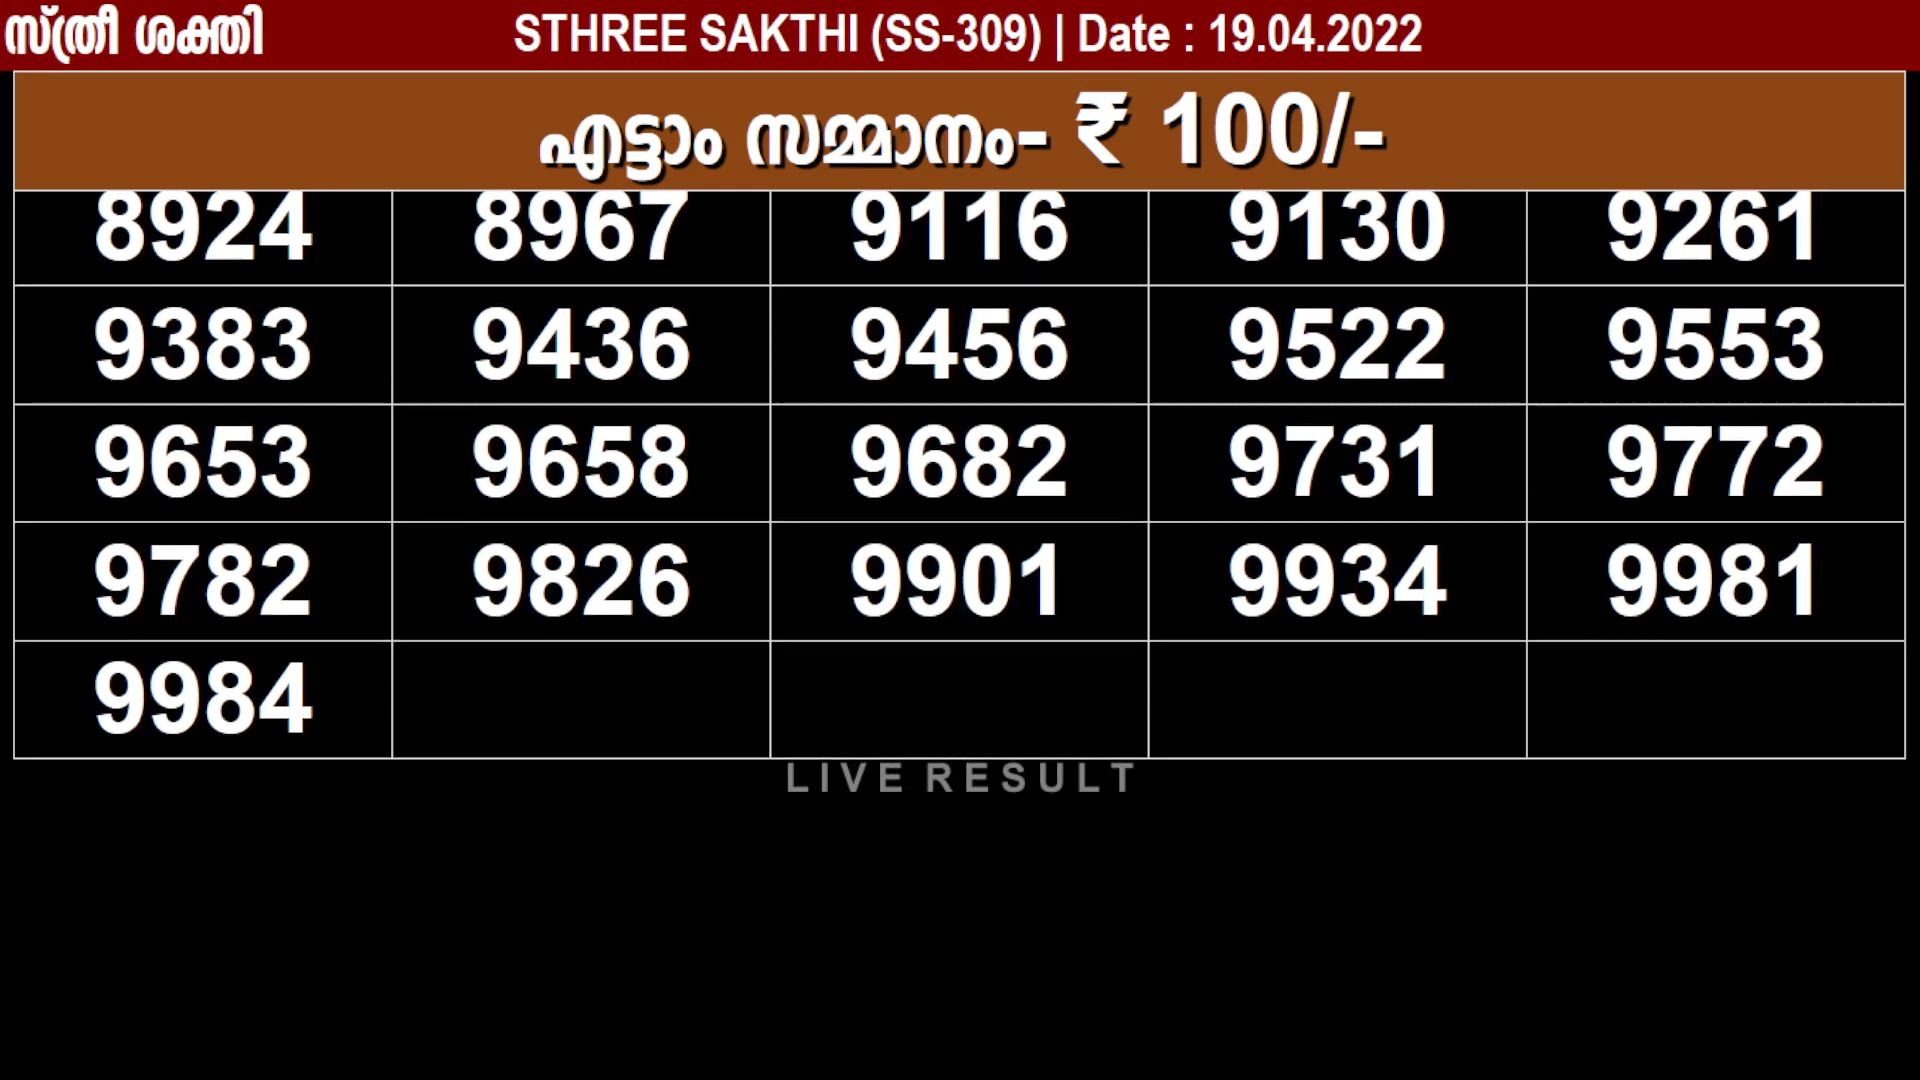 സ്ത്രീ ശക്തി STHREE SAKTHI (SS-309) | Date : 19.04.2022
എട്ടാം സമ്മാനം- ₹ 100/-
8924 8967 9116 9130 9261
9383 9436 9456 9522 9553
9653 9658 9682 9731 9772
9782 9826 9901 9934 9981
9984
LIVE RESULT